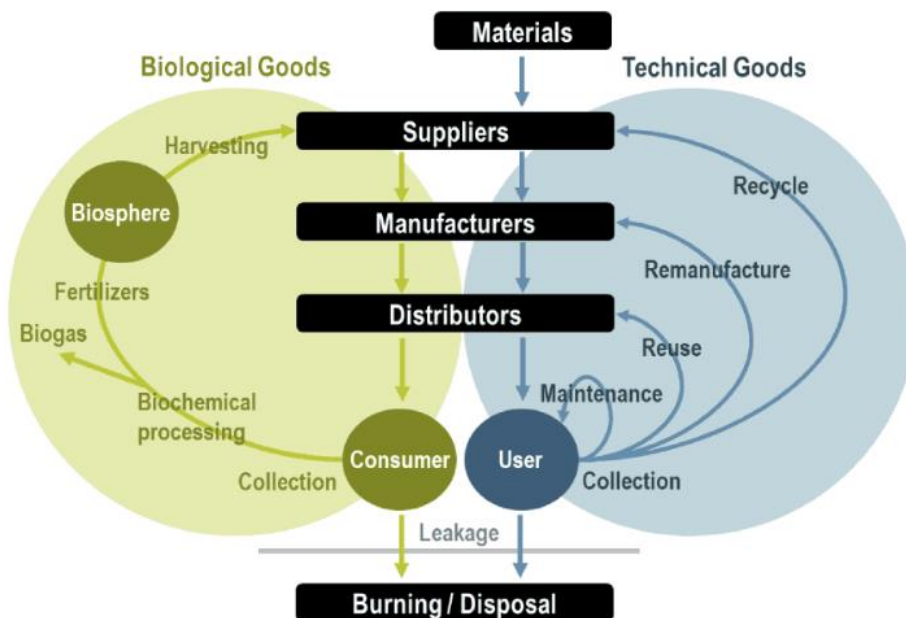 Materials
Biological Goods
Technical Goods
Suppliers
Harvesting
Recycle
Biosphere
Manufacturers
Remanufacture
Fertilizers
Distributors
Biogas
Reuse
Maintenance
Biochemical
processing
Consumer
User
Collection
Collection
Leakage
Burning / Disposal